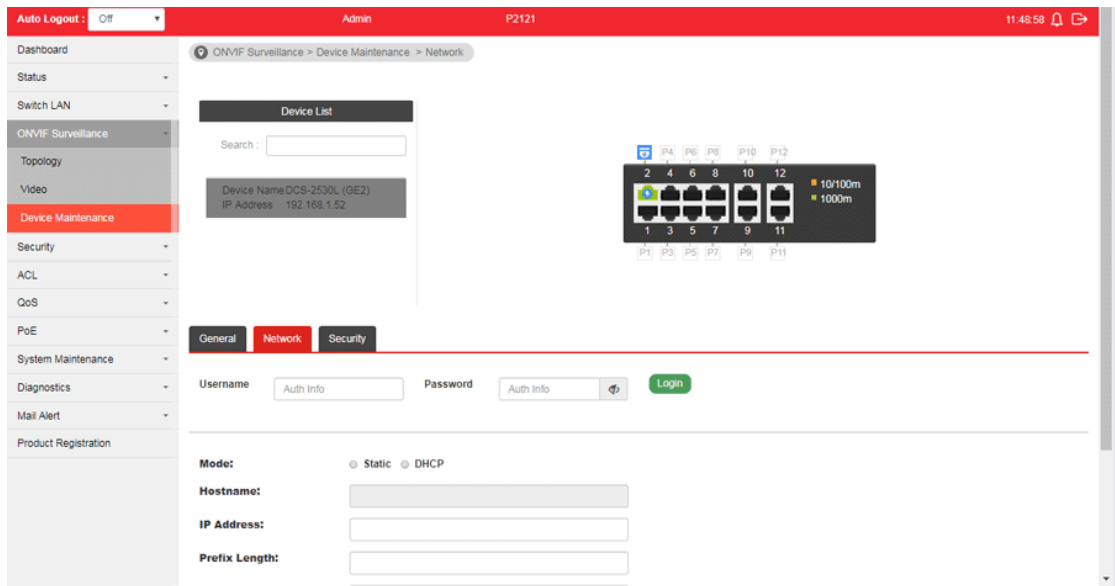 Auto Logout : Off Admin P2121 11:48:58
Dashboard
Status
Switch LAN
ONVIF Surveillance
Topology
Video
Device Maintenance
Security
ACL
QoS
PoE
System Maintenance
Diagnostics
Mail Alert
Product Registration
ONVIF Surveillance > Device Maintenance > Network
Device List
Search :
Device Name DCS-2530L (GE2)
IP Address 192.168.1.52
P4 P6 P8 P10 P12
2 4 6 8 10 12
10/100m
1000m
1 3 5 7 9 11
P1 P3 P5 P7 P9 P11
General Network Security
Username Auth Info Password Auth Info Login
Mode: Static DHCP
Hostname:
IP Address:
Prefix Length: